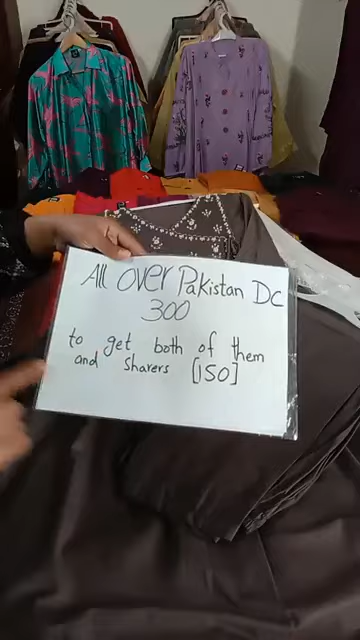 All over Pakistan DC
300
to get both of them
and Sharers [150]